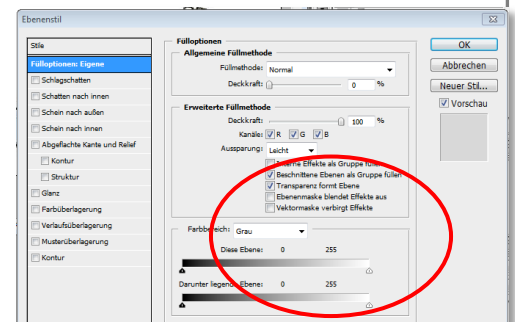 Ebenenstil
Stile
Fülloptionen: Eigene
Schlagschatten
Schatten nach innen
Schein nach außen
Schein nach innen
Abgeflachte Kante und Relief
Kontur
Struktur
Glanz
Farbüberlagerung
Verlaufsüberlagerung
Musterüberlagerung
Kontur
Fülloptionen
Allgemeine Füllmethode
Füllmethode: Normal
Deckkraft: 0 %
Erweiterte Füllmethode
Deckkraft: 100 %
Kanäle: R G B
Aussparung: Leicht
Interne Effekte als Gruppe füllen
Beschnittene Ebenen als Gruppe füllen
Transparenz formt Ebene
Ebenenmaske blendet Effekte aus
Vektormaske verbirgt Effekte
Farbbereich: Grau
Diese Ebene: 0 255
Darunter liegende Ebene: 0 255
OK
Abbrechen
Neuer Stil...
Vorschau